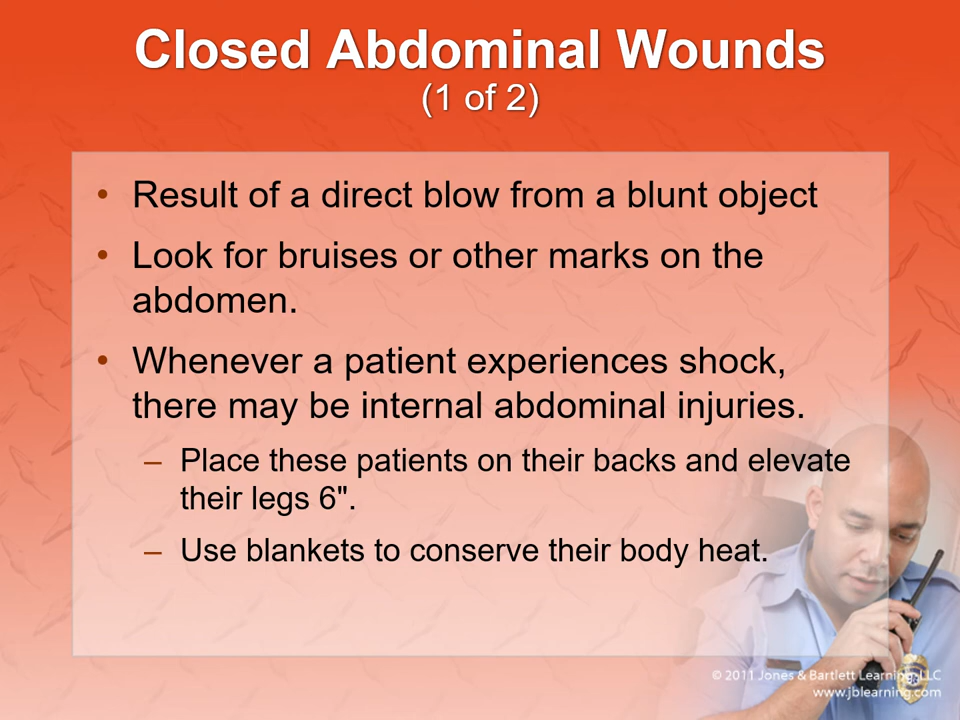 Closed Abdominal Wounds
(1 of 2)
• Result of a direct blow from a blunt object
• Look for bruises or other marks on the
abdomen.
• Whenever a patient experiences shock,
there may be internal abdominal injuries.
– Place these patients on their backs and elevate
their legs 6".
– Use blankets to conserve their body heat.
© 2011 Jones & Bartlett Learning, LLC
www.jblearning.com